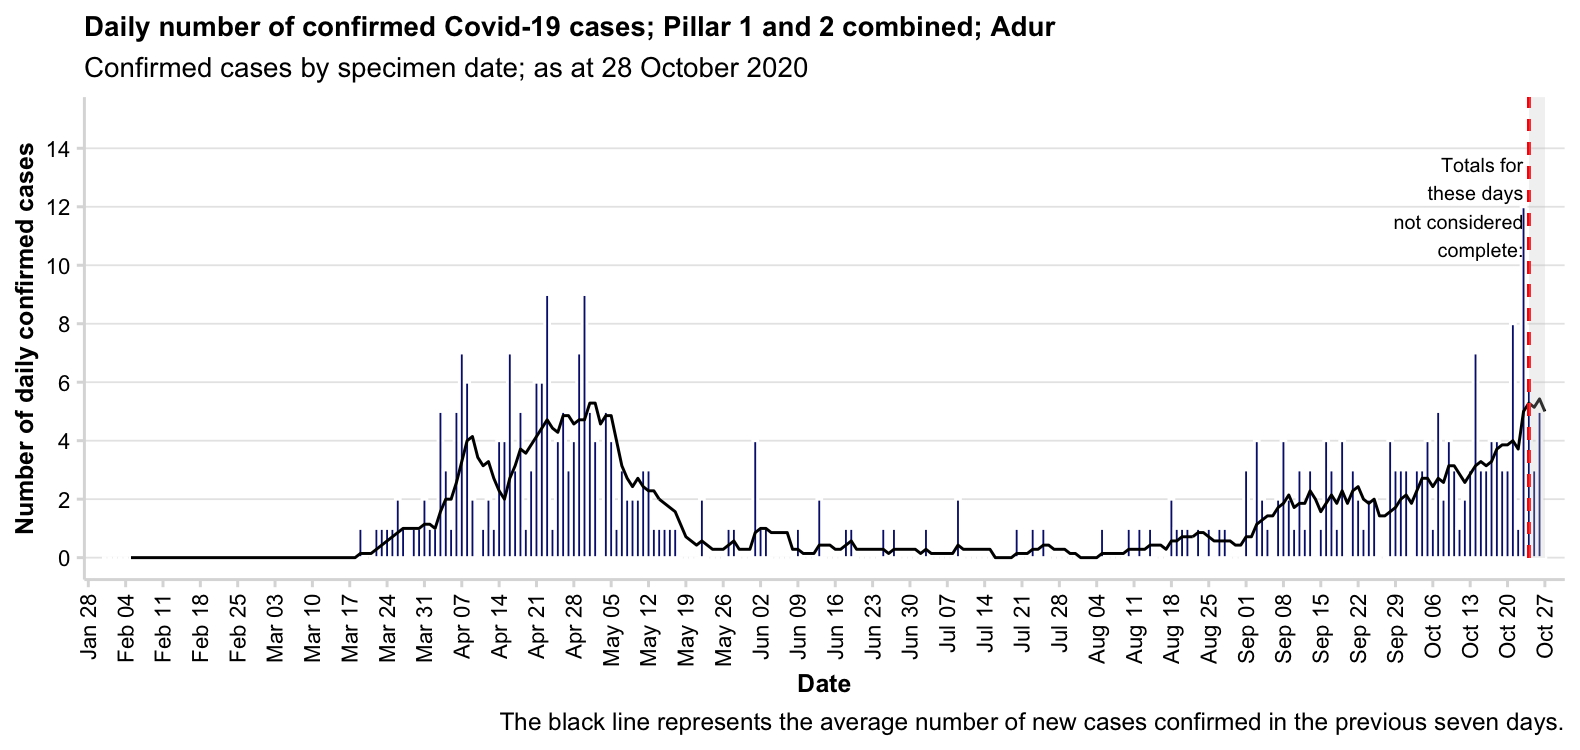 Daily number of confirmed Covid-19 cases; Pillar 1 and 2 combined; Adur
Confirmed cases by specimen date; as at 28 October 2020
Number of daily confirmed cases
14
12
10
8
6
4
2
0
Totals for
these days
not considered
complete:
Jan 28
Feb 04
Feb 11
Feb 18
Feb 25
Mar 03
Mar 10
Mar 17
Mar 24
Mar 31
Apr 07
Apr 14
Apr 21
Apr 28
May 05
May 12
May 19
May 26
Jun 02
Jun 09
Jun 16
Jun 23
Jun 30
Jul 07
Jul 14
Jul 21
Jul 28
Aug 04
Aug 11
Aug 18
Aug 25
Sep 01
Sep 08
Sep 15
Sep 22
Sep 29
Oct 06
Oct 13
Oct 20
Oct 27
Date
The black line represents the average number of new cases confirmed in the previous seven days.